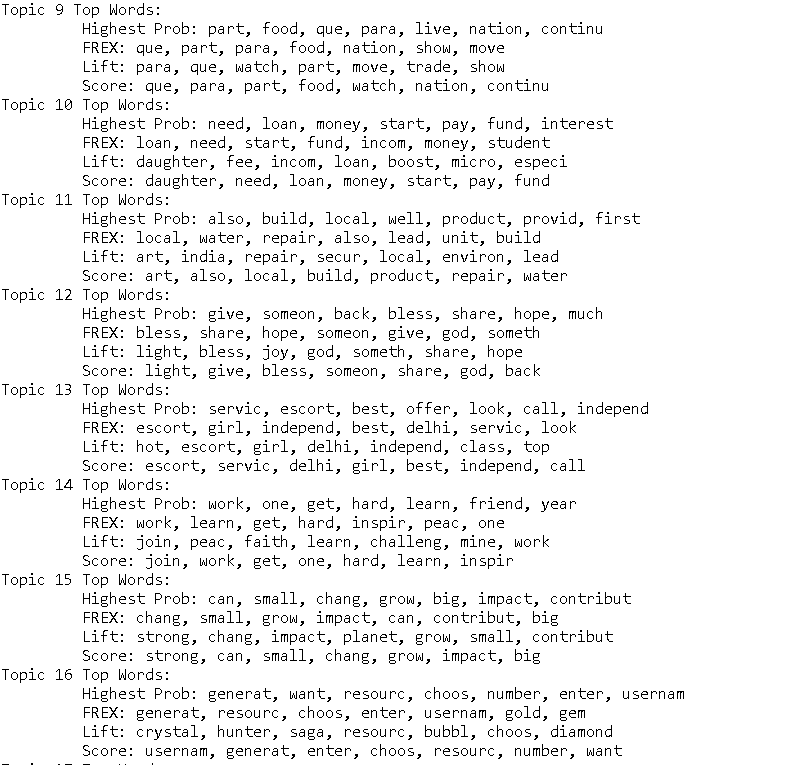 Topic 9 Top Words:
Highest Prob: part, food, que, para, live, nation, continu
FREX: que, part, para, food, nation, show, move
Lift: para, que, watch, part, move, trade, show
Score: que, para, part, food, watch, nation, continu
Topic 10 Top Words:
Highest Prob: need, loan, money, start, pay, fund, interest
FREX: loan, need, start, fund, incom, money, student
Lift: daughter, fee, incom, loan, boost, micro, especi
Score: daughter, need, loan, money, start, pay, fund
Topic 11 Top Words:
Highest Prob: also, build, local, well, product, provid, first
FREX: local, water, repair, also, lead, unit, build
Lift: art, india, repair, secur, local, environ, lead
Score: art, also, local, build, product, repair, water
Topic 12 Top Words:
Highest Prob: give, someon, back, bless, share, hope, much
FREX: bless, share, hope, someon, give, god, someth
Lift: light, bless, joy, god, someth, share, hope
Score: light, give, bless, someon, share, god, back
Topic 13 Top Words:
Highest Prob: servic, escort, best, offer, look, call, independ
FREX: escort, girl, independ, best, delhi, servic, look
Lift: hot, escort, girl, delhi, independ, class, top
Score: escort, servic, delhi, girl, best, independ, call
Topic 14 Top Words:
Highest Prob: work, one, get, hard, learn, friend, year
FREX: work, learn, get, hard, inspir, peac, one
Lift: join, peac, faith, learn, challeng, mine, work
Score: join, work, get, one, hard, learn, inspir
Topic 15 Top Words:
Highest Prob: can, small, chang, grow, big, impact, contribut
FREX: chang, small, grow, impact, can, contribut, big
Lift: strong, chang, impact, planet, grow, small, contribut
Score: strong, can, small, chang, grow, impact, big
Topic 16 Top Words:
Highest Prob: generat, want, resourc, choos, number, enter, usernam
FREX: generat, resourc, choos, enter, usernam, gold, gem
Lift: crystal, hunter, saga, resourc, bubbl, choos, diamond
Score: usernam, generat, enter, choos, resourc, number, want